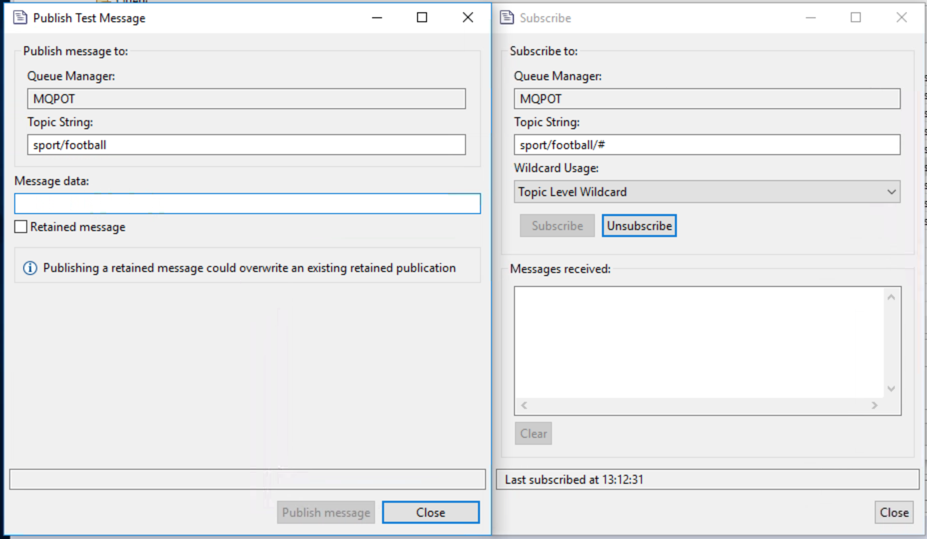 Publish Test Message
Publish message to:
Queue Manager:
MQPOT
Topic String:
sport/football
Message data:
Retained message
Publishing a retained message could overwrite an existing retained publication
Publish message
Close
Subscribe
Subscribe to:
Queue Manager:
MQPOT
Topic String:
sport/football/#
Wildcard Usage:
Topic Level Wildcard
Subscribe
Unsubscribe
Messages received:
Clear
Last subscribed at 13:12:31
Close